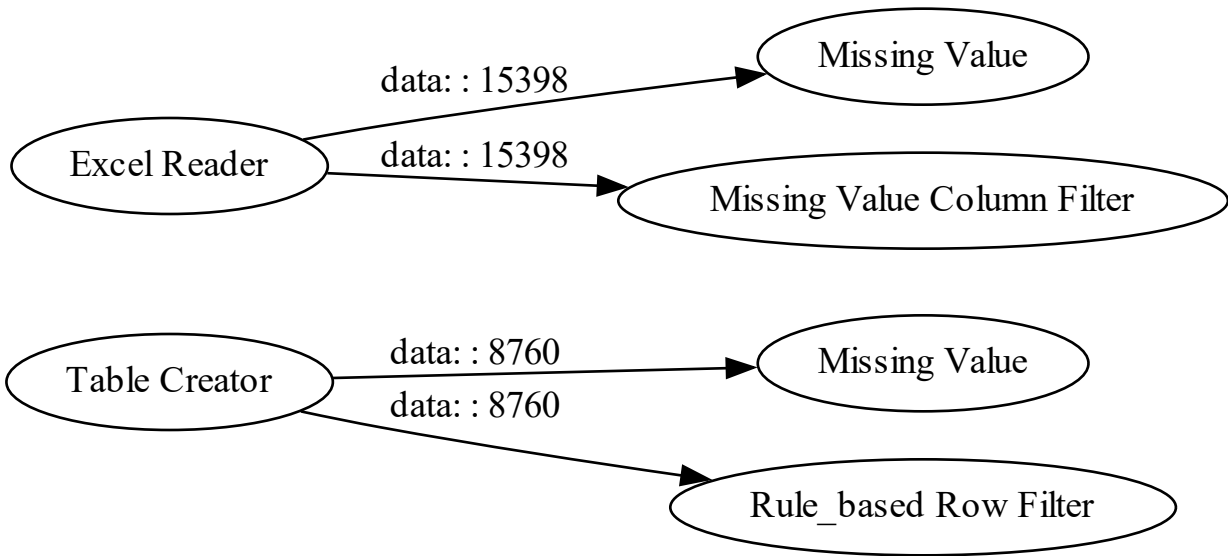 Missing Value
data: : 15398
data: : 15398
Excel Reader
Missing Value Column Filter
data: : 8760
Missing Value
Table Creator
data: : 8760
Rule_based Row Filter